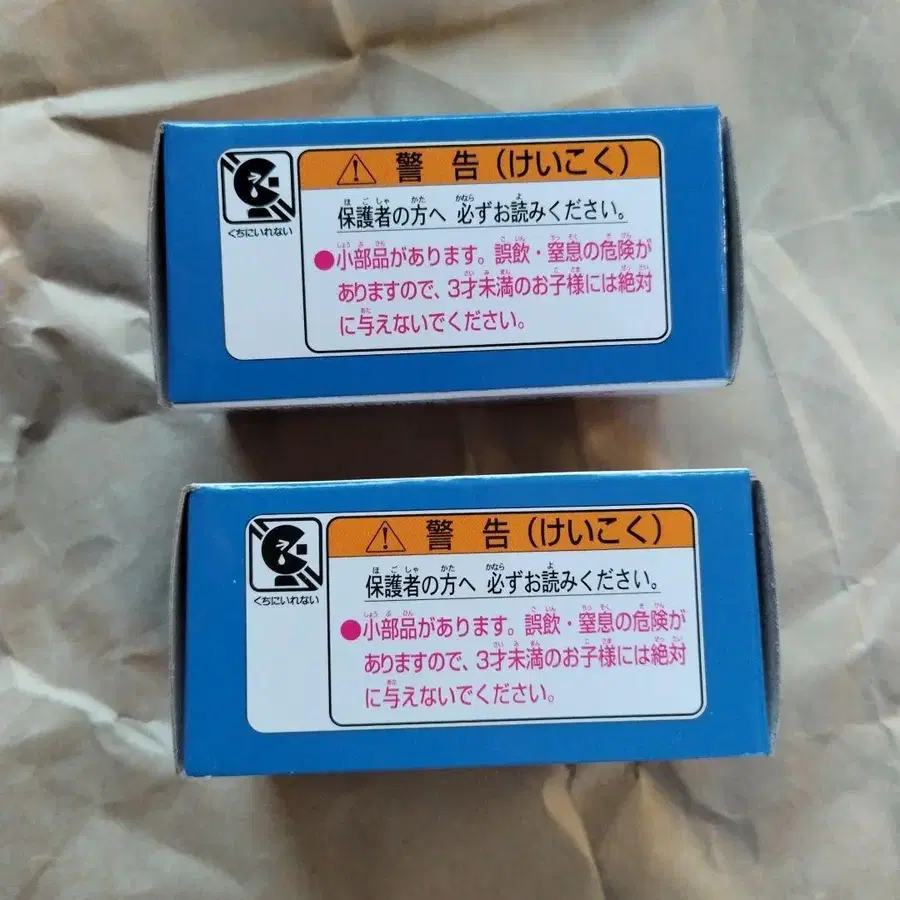 警告(けいこく)
くちにいれない
保護者の方へ 必ずお読みください。
●小部品があります。誤飲・窒息の危険が
ありますので、3才未満のお子様には絶対
に与えないでください。
警告(けいこく)
くちにいれない
保護者の方へ 必ずお読みください。
●小部品があります。誤飲・窒息の危険が
ありますので、3才未満のお子様には絶対
に与えないでください。